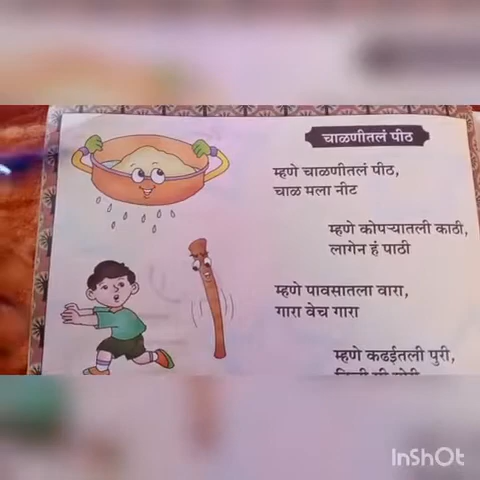 चाळणीतलं पीठ
म्हणे चाळणीतलं पीठ,
चाळ मला नीट
म्हणे कोपऱ्यातली काठी,
लागेन हं पाठी
म्हणे पावसातला वारा,
गारा वेच गारा
म्हणे कढईतली पुरी,
InShOt